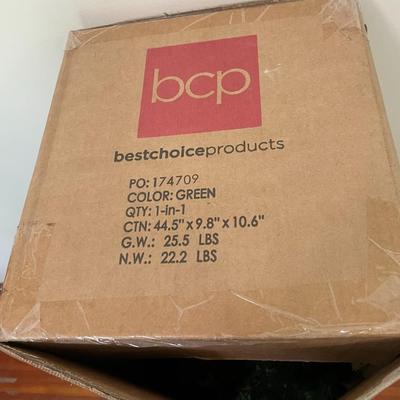 bcp
bestchoiceproducts
PO: 174709
COLOR: GREEN
QTY: 1-in-1
CTN: 44.5" x 9.8" x 10.6"
G.W.: 25.5 LBS
N.W.: 22.2 LBS